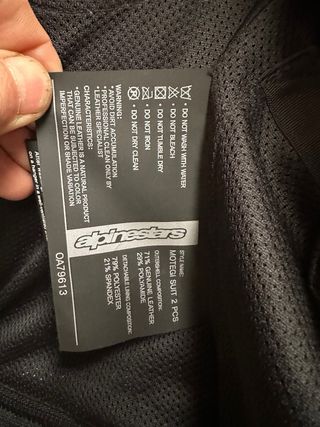 • DO NOT WASH WITH WATER
• DO NOT BLEACH
• DO NOT TUMBLE DRY
• DO NOT IRON
• DO NOT DRY CLEAN
WARNING:
• AVOID DIRT ACCUMULATION
• PROFESSIONAL CLEAN ONLY BY
LEATHER SPECIALIST
CHARACTERISTICS:
• GENUINE LEATHER IS A NATURAL PRODUCT
THAT CAN BE SUBJECTED TO COLOR
IMPERFECTION OR SHADE VARIATION
alpinestars
STYLE NAME:
MOTEGI SUIT 2 PCS
OUTERSHELL COMPOSITION:
71% GENUINE LEATHER
29% POLYAMIDE
DETACHABLE LINING COMPOSITION:
79% POLYESTER
21% SPANDEX
OA79613